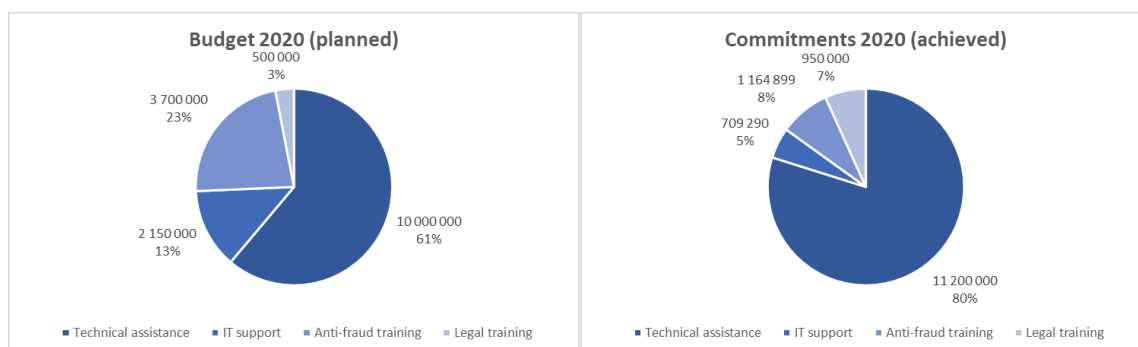 Budget 2020 (planned)
500 000
3%
3 700 000
23%
2 150 000
13%
10 000 000
61%
Technical assistance
IT support
Anti-fraud training
Legal training
Commitments 2020 (achieved)
950 000
7%
1 164 899
8%
709 290
5%
11 200 000
80%
Technical assistance
IT support
Anti-fraud training
Legal training